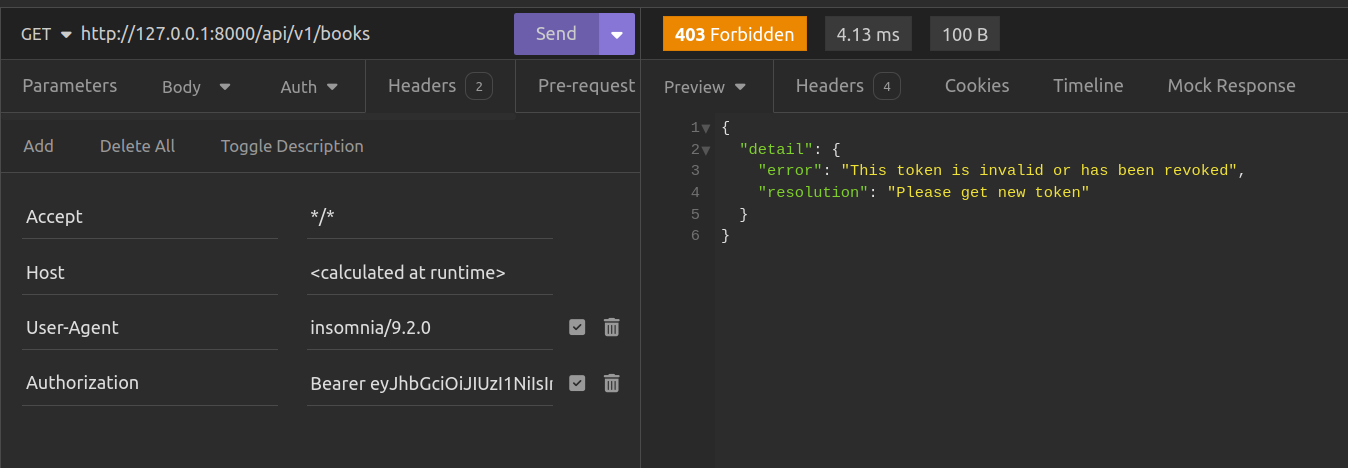 GET http://127.0.0.1:8000/api/v1/books Send
403 Forbidden 4.13 ms 100 B
Parameters Body Auth Headers 2 Pre-request
Preview Headers 4 Cookies Timeline Mock Response
Add Delete All Toggle Description
Accept */*
Host <calculated at runtime>
User-Agent insomnia/9.2.0
Authorization Bearer eyJhbGciOiJIUzI1NiIsIr
1 {
2 "detail": {
3 "error": "This token is invalid or has been revoked",
4 "resolution": "Please get new token"
5 }
6 }